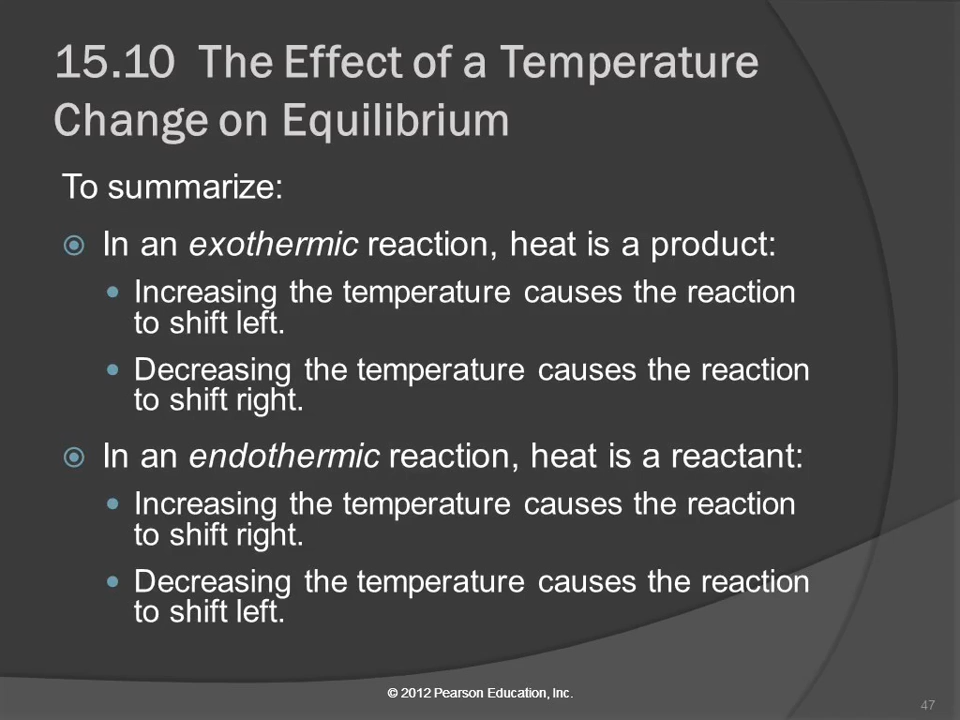 15.10 The Effect of a Temperature
Change on Equilibrium
To summarize:
In an exothermic reaction, heat is a product:
Increasing the temperature causes the reaction
to shift left.
Decreasing the temperature causes the reaction
to shift right.
In an endothermic reaction, heat is a reactant:
Increasing the temperature causes the reaction
to shift right.
Decreasing the temperature causes the reaction
to shift left.
© 2012 Pearson Education, Inc.
47